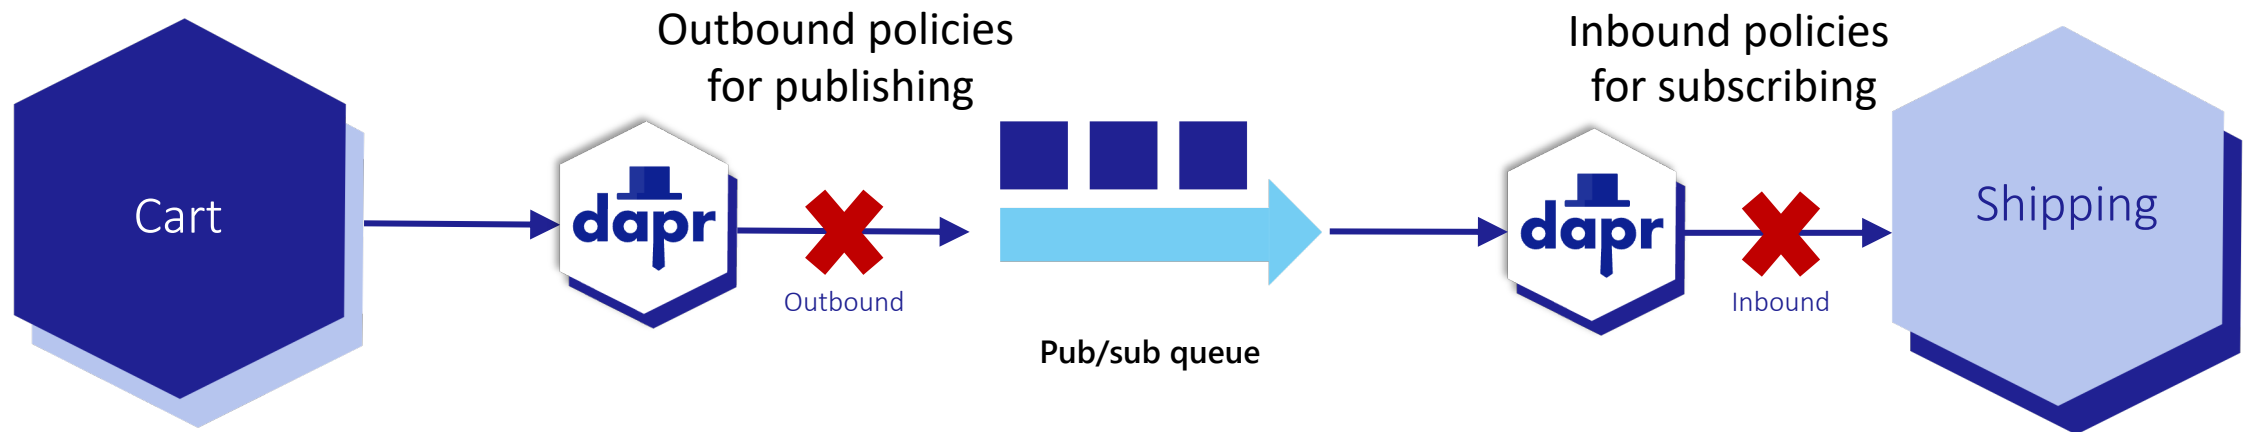 Outbound policies
for publishing
Inbound policies
for subscribing
Cart
dapr
Outbound
Pub/sub queue
dapr
Inbound
Shipping